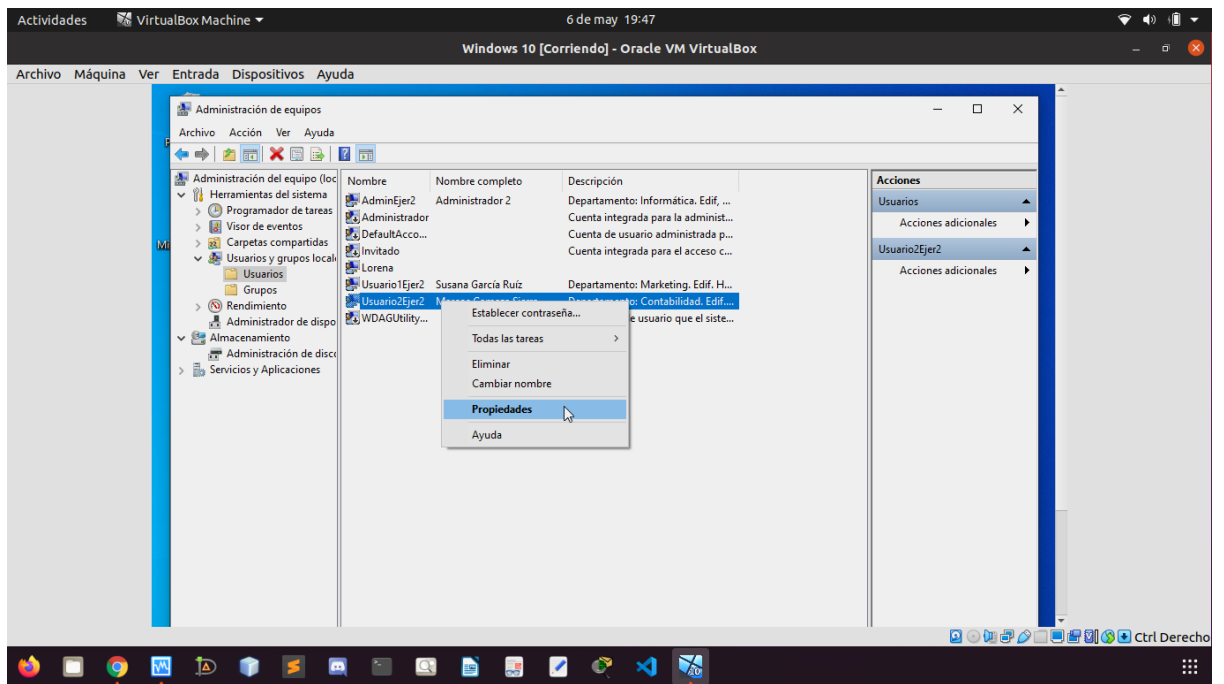 Actividades VirtualBox Machine 6 de may 19:47
Windows 10 [Corriendo] - Oracle VM VirtualBox
Archivo Máquina Ver Entrada Dispositivos Ayuda
Administración de equipos
Archivo Acción Ver Ayuda
Administración del equipo (loc
Herramientas del sistema
Programador de tareas
Visor de eventos
Carpetas compartidas
Usuarios y grupos local
Usuarios
Grupos
Rendimiento
Administrador de dispo
Almacenamiento
Administración de disco
Servicios y Aplicaciones
Nombre Nombre completo Descripción
AdminEjer2 Administrador 2 Departamento: Informática. Edif, ...
Administrador Cuenta integrada para la administ...
DefaultAcco... Cuenta de usuario administrada p...
Invitado Cuenta integrada para el acceso c...
Lorena
Usuario1Ejer2 Susana García Ruíz Departamento: Marketing. Edif. H...
Usuario2Ejer2 Departamento: Contabilidad. Edif....
WDAGUtility... e usuario que el siste...
Establecer contraseña...
Todas las tareas
Eliminar
Cambiar nombre
Propiedades
Ayuda
Acciones
Usuarios
Acciones adicionales
Usuario2Ejer2
Acciones adicionales
Ctrl Derecho